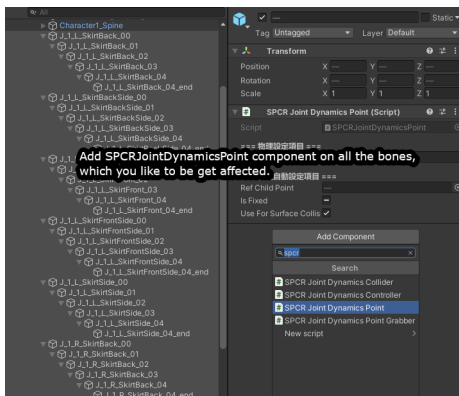 All
Character1_Spine
J_1_L_SkirtBack_00
J_1_L_SkirtBack_01
J_1_L_SkirtBack_02
J_1_L_SkirtBack_03
J_1_L_SkirtBack_04
J_1_L_SkirtBack_04_end
J_1_L_SkirtBackSide_00
J_1_L_SkirtBackSide_01
J_1_L_SkirtBackSide_02
J_1_L_SkirtBackSide_03
J_1_L_SkirtBackSide_04
Add SPCRJointDynamicsPoint component on all the bones,
which you like to be get affected.
J_1_L_SkirtFront_03
J_1_L_SkirtFront_04
J_1_L_SkirtFront_04_end
J_1_L_SkirtFrontSide_00
J_1_L_SkirtFrontSide_01
J_1_L_SkirtFrontSide_02
J_1_L_SkirtFrontSide_03
J_1_L_SkirtFrontSide_04
J_1_L_SkirtFrontSide_04_end
J_1_L_SkirtSide_00
J_1_L_SkirtSide_01
J_1_L_SkirtSide_02
J_1_L_SkirtSide_03
J_1_L_SkirtSide_04
J_1_L_SkirtSide_04_end
J_1_R_SkirtBack_00
J_1_R_SkirtBack_01
J_1_R_SkirtBack_02
J_1_R_SkirtBack_03
J_1_R_SkirtBack_04
J_1_R_SkirtBack_04_end
Static
Tag Untagged Layer Default
Transform
Position X — Y — Z —
Rotation X — Y — Z —
Scale X 1 Y 1 Z 1
SPCR Joint Dynamics Point (Script)
Script SPCRJointDynamicsPoint
=== 物理設定項目 ===
自動設定項目 ===
Ref Child Point —
Is Fixed
Use For Surface Collis
Add Component
spcr
Search
SPCR Joint Dynamics Collider
SPCR Joint Dynamics Controller
SPCR Joint Dynamics Point
SPCR Joint Dynamics Point Grabber
New script